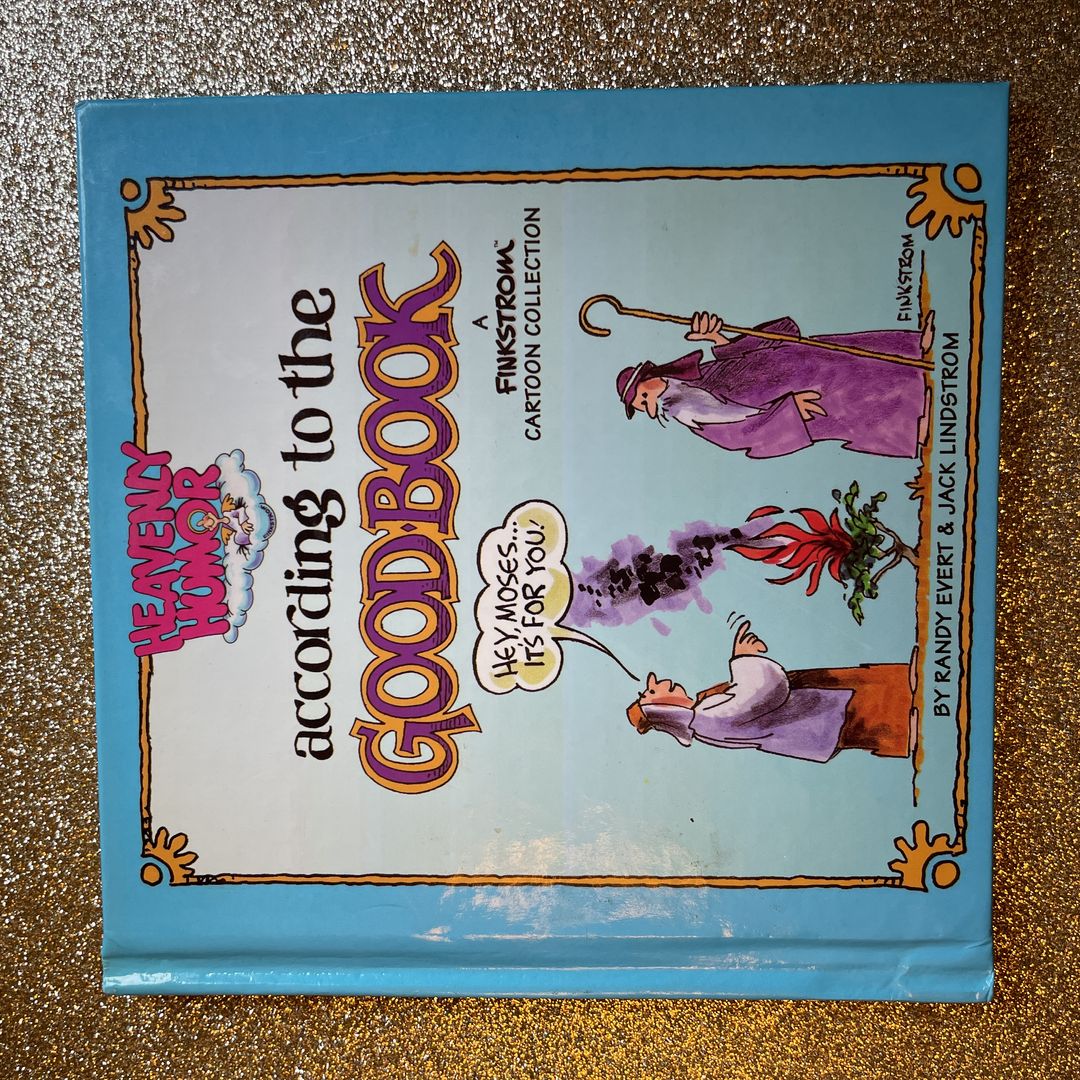 HEAVENLY
HUMOR
according to the
GOOD·BOOK
A
FINKSTROM™
CARTOON COLLECTION
HEY, MOSES...
IT'S FOR YOU!
FINKSTROM
BY RANDY EVERT & JACK LINDSTROM